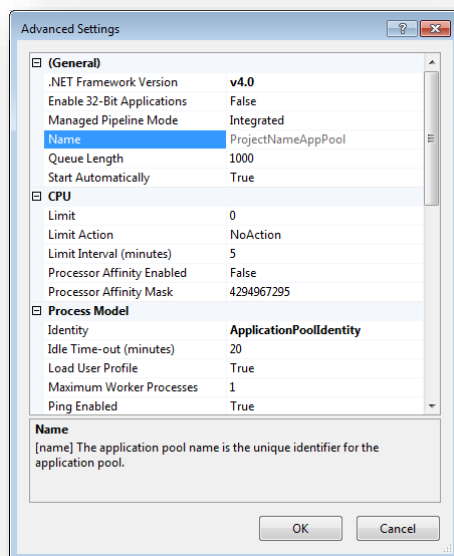 Advanced Settings
(General)
.NET Framework Version v4.0
Enable 32-Bit Applications False
Managed Pipeline Mode Integrated
Name ProjectNameAppPool
Queue Length 1000
Start Automatically True
CPU
Limit 0
Limit Action NoAction
Limit Interval (minutes) 5
Processor Affinity Enabled False
Processor Affinity Mask 4294967295
Process Model
Identity ApplicationPoolIdentity
Idle Time-out (minutes) 20
Load User Profile True
Maximum Worker Processes 1
Ping Enabled True
Name
[name] The application pool name is the unique identifier for the
application pool.
OK Cancel